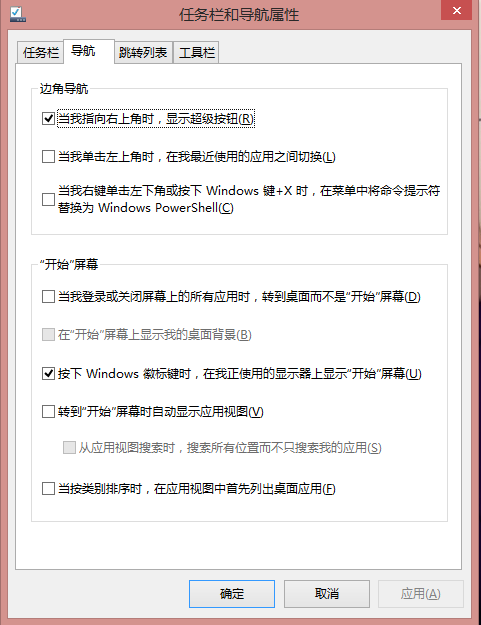 任务栏和导航属性
任务栏 导航 跳转列表 工具栏
边角导航
当我指向右上角时，显示超级按钮(R)
当我单击左上角时，在我最近使用的应用之间切换(L)
当我右键单击左下角或按下 Windows 键+X 时，在菜单中将命令提示符
替换为 Windows PowerShell(C)
“开始”屏幕
当我登录或关闭屏幕上的所有应用时，转到桌面而不是“开始”屏幕(D)
在“开始”屏幕上显示我的桌面背景(B)
按下 Windows 徽标键时，在我正使用的显示器上显示“开始”屏幕(U)
转到“开始”屏幕时自动显示应用视图(V)
从应用视图搜索时，搜索所有位置而不只搜索我的应用(S)
当按类别排序时，在应用视图中首先列出桌面应用(F)
确定 取消 应用(A)